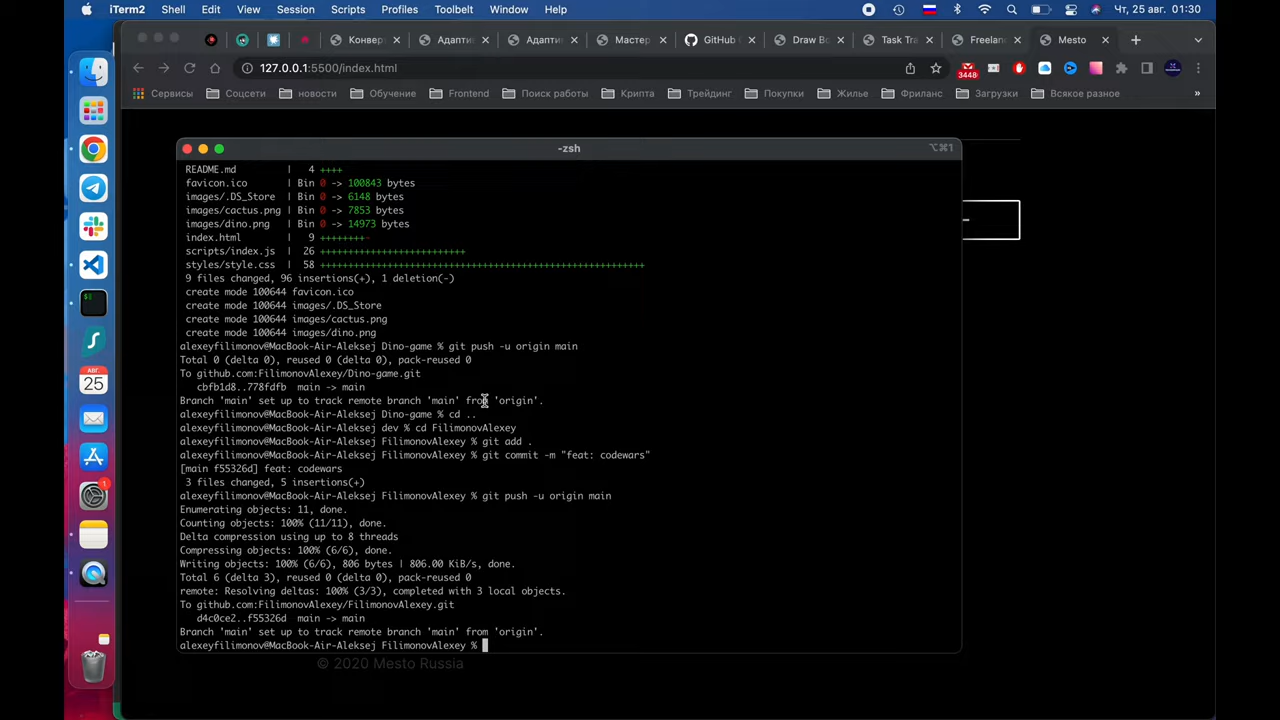 iTerm2 Shell Edit View Session Scripts Profiles Toolbelt Window Help Чт, 25 авг. 01:30
Конвер Адаптив Адапти Мастер GitHub Draw Bo Task Tra Freelan Mesto
127.0.0.1:5500/index.html 3448
Сервисы Соцсети новости Обучение Frontend Поиск работы Крипта Трейдинг Покупки Жилье Фриланс Загрузки Всякое разное »
-zsh ⌥⌘1
README.md | 4 ++++
favicon.ico | Bin 0 -> 100843 bytes
images/.DS_Store | Bin 0 -> 6148 bytes
images/cactus.png | Bin 0 -> 7853 bytes
images/dino.png | Bin 0 -> 14973 bytes
index.html | 9 ++++++++-
scripts/index.js | 26 ++++++++++++++++++++++++++
styles/style.css | 58 ++++++++++++++++++++++++++++++++++++++++++++++++++++++++++
9 files changed, 96 insertions(+), 1 deletion(-)
create mode 100644 favicon.ico
create mode 100644 images/.DS_Store
create mode 100644 images/cactus.png
create mode 100644 images/dino.png
alexeyfilimonov@MacBook-Air-Aleksej Dino-game % git push -u origin main
Total 0 (delta 0), reused 0 (delta 0), pack-reused 0
To github.com:FilimonovAlexey/Dino-game.git
cbfb1d8..778fdfb main -> main
Branch 'main' set up to track remote branch 'main' from 'origin'.
alexeyfilimonov@MacBook-Air-Aleksej Dino-game % cd ..
alexeyfilimonov@MacBook-Air-Aleksej dev % cd FilimonovAlexey
alexeyfilimonov@MacBook-Air-Aleksej FilimonovAlexey % git add .
alexeyfilimonov@MacBook-Air-Aleksej FilimonovAlexey % git commit -m "feat: codewars"
[main f55326d] feat: codewars
3 files changed, 5 insertions(+)
alexeyfilimonov@MacBook-Air-Aleksej FilimonovAlexey % git push -u origin main
Enumerating objects: 11, done.
Counting objects: 100% (11/11), done.
Delta compression using up to 8 threads
Compressing objects: 100% (6/6), done.
Writing objects: 100% (6/6), 806 bytes | 806.00 KiB/s, done.
Total 6 (delta 3), reused 0 (delta 0), pack-reused 0
remote: Resolving deltas: 100% (3/3), completed with 3 local objects.
To github.com:FilimonovAlexey/FilimonovAlexey.git
d4c0ce2..f55326d main -> main
Branch 'main' set up to track remote branch 'main' from 'origin'.
alexeyfilimonov@MacBook-Air-Aleksej FilimonovAlexey %
© 2020 Mesto Russia
АВГ.
25
1